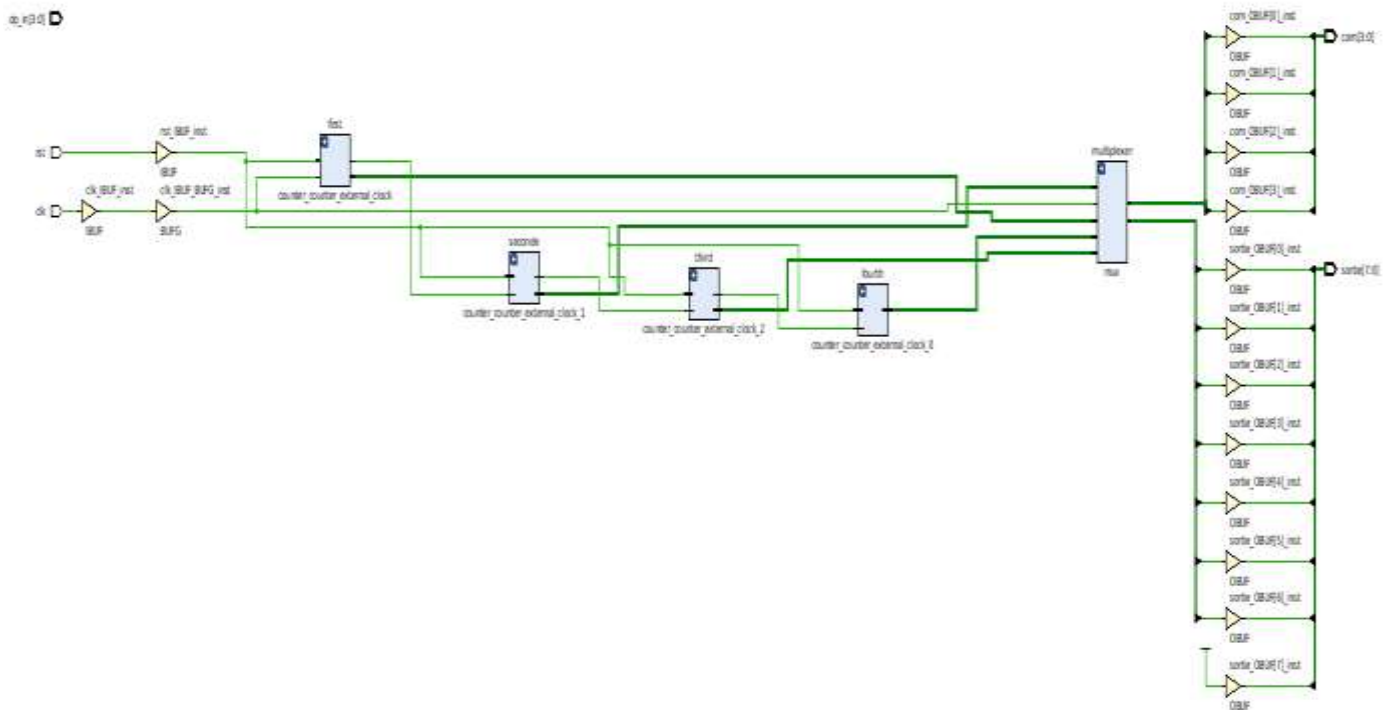 rst_IBUF_inst
IBUF
clk
clk_IBUF_inst
IBUF
clk_IBUF_BUFG_inst
BUFG
first
counter_counter_external_clock
seconde
counter_counter_external_clock_1
third
counter_counter_external_clock_2
fourth
counter_counter_external_clock_0
multiplexer
mux
com_OBUF[0]_inst
OBUF
com_OBUF[1]_inst
OBUF
com_OBUF[2]_inst
OBUF
com_OBUF[3]_inst
OBUF
com[3:0]
sortie_OBUF[0]_inst
OBUF
sortie[7:0]
sortie_OBUF[1]_inst
OBUF
sortie_OBUF[2]_inst
OBUF
sortie_OBUF[3]_inst
OBUF
sortie_OBUF[4]_inst
OBUF
sortie_OBUF[5]_inst
OBUF
sortie_OBUF[6]_inst
OBUF
sortie_OBUF[7]_inst
OBUF